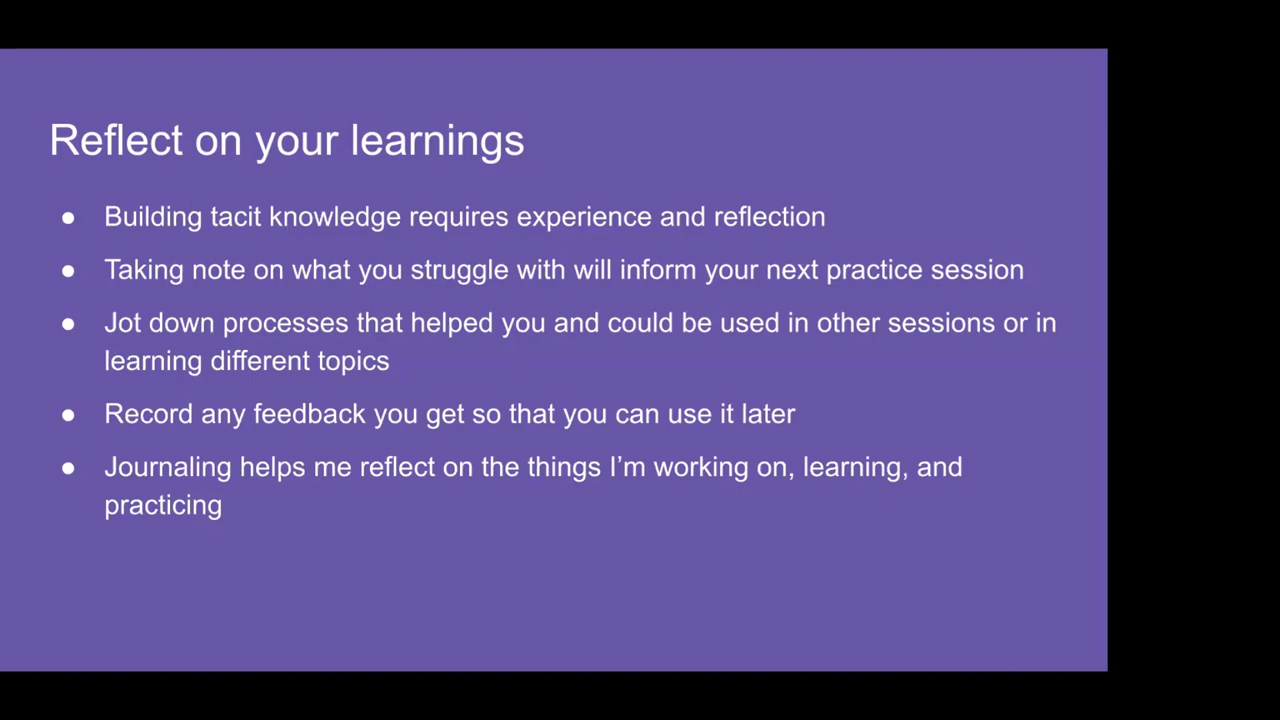 Reflect on your learnings
● Building tacit knowledge requires experience and reflection
● Taking note on what you struggle with will inform your next practice session
● Jot down processes that helped you and could be used in other sessions or in
learning different topics
● Record any feedback you get so that you can use it later
● Journaling helps me reflect on the things I’m working on, learning, and
practicing